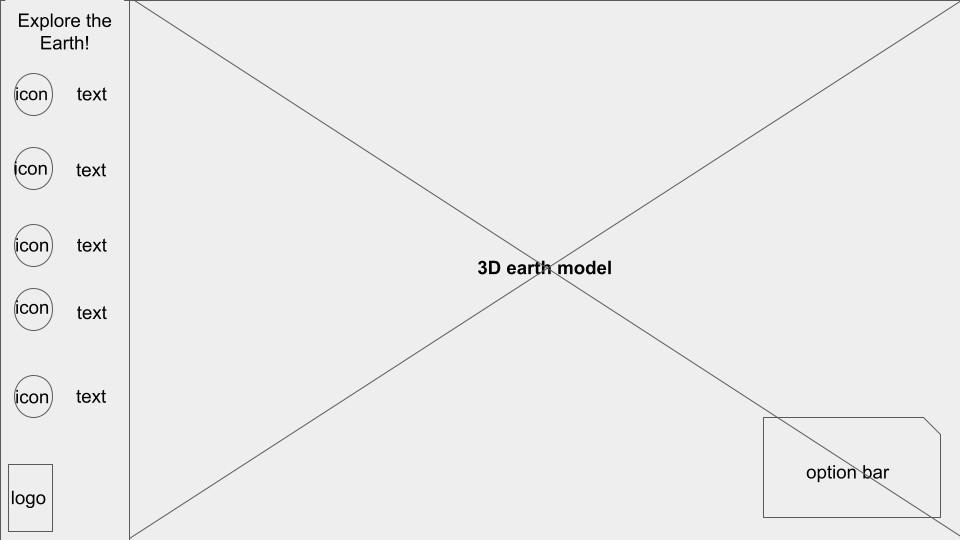 Explore the
Earth!
icon text
icon text
icon text
icon text
icon text
logo
3D earth model
option bar